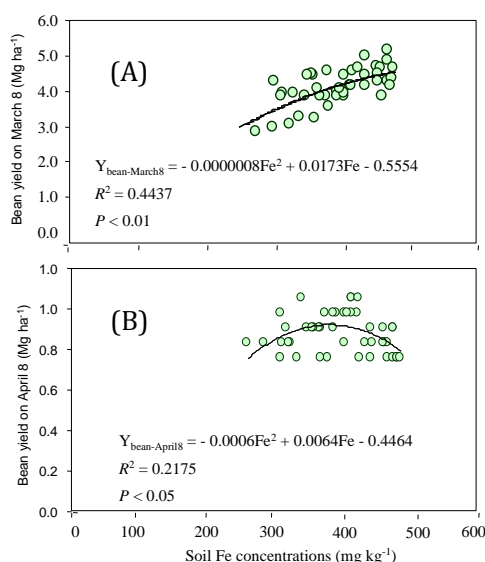 6.0
5.0
4.0
3.0
2.0
1.0
0.0
Bean yield on March 8 (Mg ha⁻¹)
(A)
Y bean-March8 = - 0.0000008Fe² + 0.0173Fe - 0.5554
R² = 0.4437
P < 0.01
1.0
1.0
0.8
0.6
0.4
0.2
0.0
Bean yield on April 8 (Mg ha⁻¹)
(B)
Y bean-April8 = - 0.0006Fe² + 0.0064Fe - 0.4464
R² = 0.2175
P < 0.05
0 100 200 300 400 500 600
Soil Fe concentrations (mg kg⁻¹)